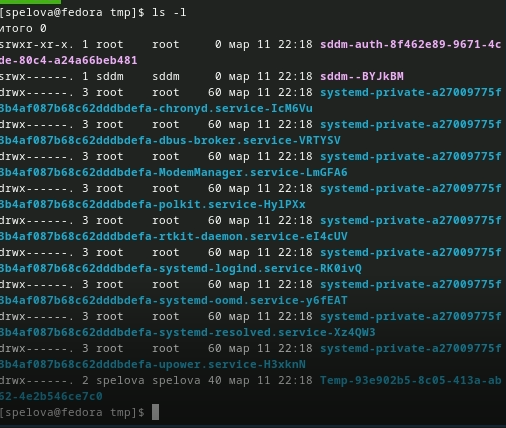 [spelova@fedora tmp]$ ls -l
итого 0
srwxr-xr-x. 1 root    root     0 мар 11 22:18 sddm-auth-8f462e89-9671-4c
de-80c4-a24a66beb481
srwx------. 1 sddm    sddm     0 мар 11 22:18 sddm--BYJkBM
drwx------. 3 root    root    60 мар 11 22:18 systemd-private-a27009775f
3b4af087b68c62dddbdefa-chronyd.service-IcM6Vu
drwx------. 3 root    root    60 мар 11 22:18 systemd-private-a27009775f
3b4af087b68c62dddbdefa-dbus-broker.service-VRTYSV
drwx------. 3 root    root    60 мар 11 22:18 systemd-private-a27009775f
3b4af087b68c62dddbdefa-ModemManager.service-LmGFA6
drwx------. 3 root    root    60 мар 11 22:18 systemd-private-a27009775f
3b4af087b68c62dddbdefa-polkit.service-HylPXx
drwx------. 3 root    root    60 мар 11 22:18 systemd-private-a27009775f
3b4af087b68c62dddbdefa-rtkit-daemon.service-eI4cUV
drwx------. 3 root    root    60 мар 11 22:18 systemd-private-a27009775f
3b4af087b68c62dddbdefa-systemd-logind.service-RK0ivQ
drwx------. 3 root    root    60 мар 11 22:18 systemd-private-a27009775f
3b4af087b68c62dddbdefa-systemd-oomd.service-y6fEAT
drwx------. 3 root    root    60 мар 11 22:18 systemd-private-a27009775f
3b4af087b68c62dddbdefa-systemd-resolved.service-Xz4QW3
drwx------. 3 root    root    60 мар 11 22:18 systemd-private-a27009775f
3b4af087b68c62dddbdefa-upower.service-H3xknN
drwx------. 2 spelova spelova 40 мар 11 22:18 Temp-93e902b5-8c05-413a-ab
62-4e2b546ce7c0
[spelova@fedora tmp]$